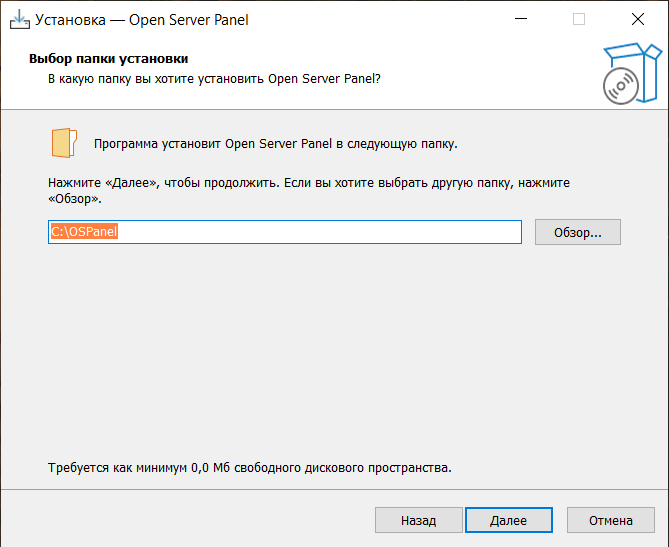 Установка — Open Server Panel
Выбор папки установки
В какую папку вы хотите установить Open Server Panel?
Программа установит Open Server Panel в следующую папку.
Нажмите «Далее», чтобы продолжить. Если вы хотите выбрать другую папку, нажмите
«Обзор».
C:\OSPanel
Обзор...
Требуется как минимум 0,0 Мб свободного дискового пространства.
Назад
Далее
Отмена